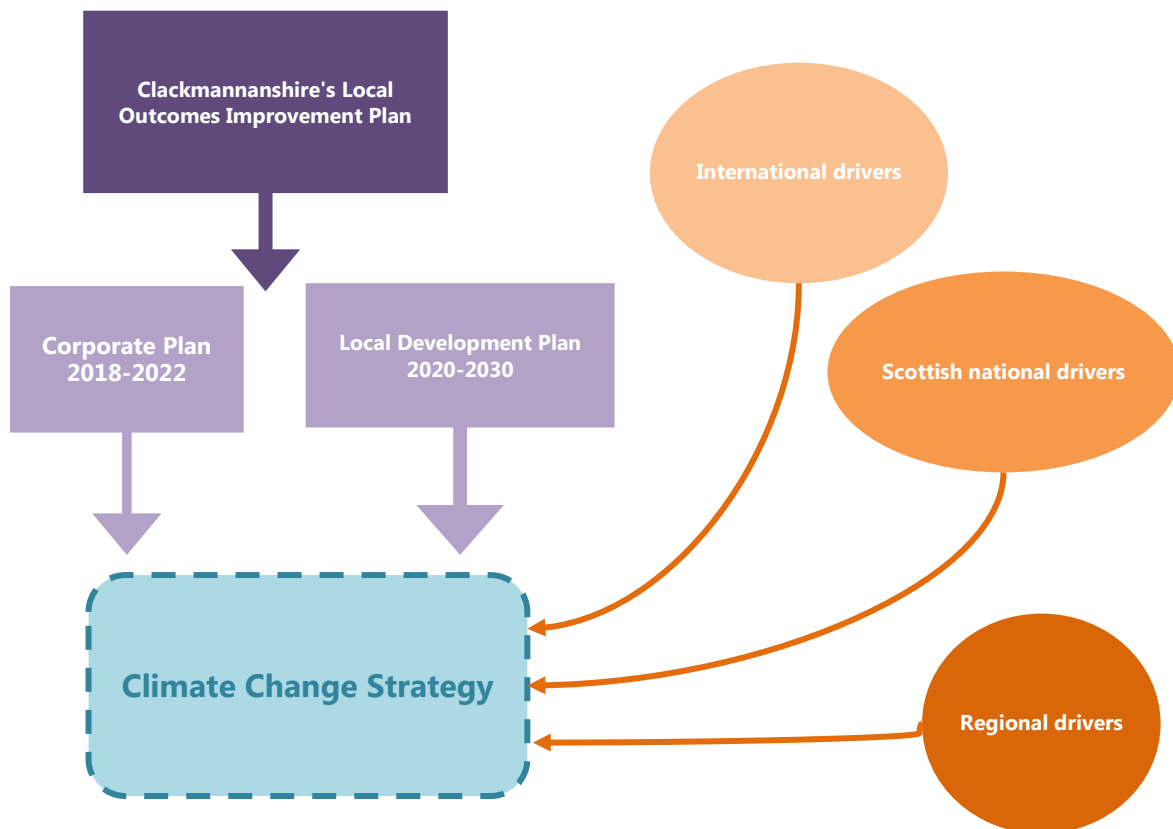 Clackmannanshire's Local
Outcomes Improvement Plan
International drivers
Corporate Plan
2018-2022
Local Development Plan
2020-2030
Scottish national drivers
Climate Change Strategy
Regional drivers